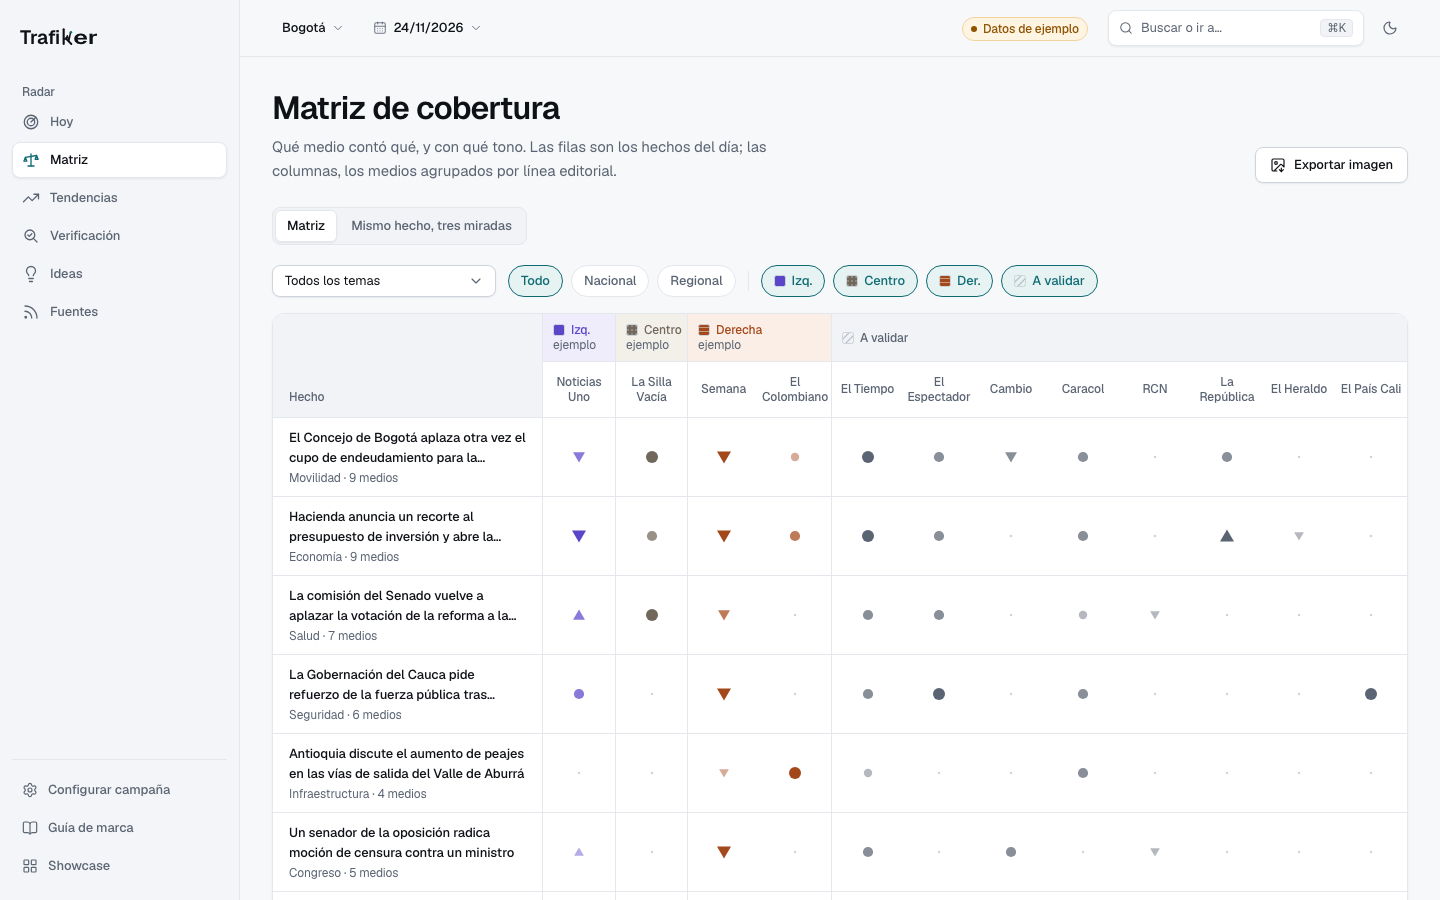 Trafiker
Radar
Hoy
Matriz
Tendencias
Verificación
Ideas
Fuentes
Configurar campaña
Guía de marca
Showcase
Bogotá
24/11/2026
Datos de ejemplo
Buscar o ir a...
⌘K
Matriz de cobertura
Qué medio contó qué, y con qué tono. Las filas son los hechos del día; las
columnas, los medios agrupados por línea editorial.
Exportar imagen
Matriz
Mismo hecho, tres miradas
Todos los temas
Todo
Nacional
Regional
Izq.
Centro
Der.
A validar
Izq.
ejemplo
Centro
ejemplo
Derecha
ejemplo
A validar
Hecho
Noticias
Uno
La Silla
Vacía
Semana
El
Colombiano
El Tiempo
El
Espectador
Cambio
Caracol
RCN
La
República
El Heraldo
El País Cali
El Concejo de Bogotá aplaza otra vez el
cupo de endeudamiento para la...
Movilidad · 9 medios
Hacienda anuncia un recorte al
presupuesto de inversión y abre la...
Economía · 9 medios
La comisión del Senado vuelve a
aplazar la votación de la reforma a la...
Salud · 7 medios
La Gobernación del Cauca pide
refuerzo de la fuerza pública tras...
Seguridad · 6 medios
Antioquia discute el aumento de peajes
en las vías de salida del Valle de Aburrá
Infraestructura · 4 medios
Un senador de la oposición radica
moción de censura contra un ministro
Congreso · 5 medios